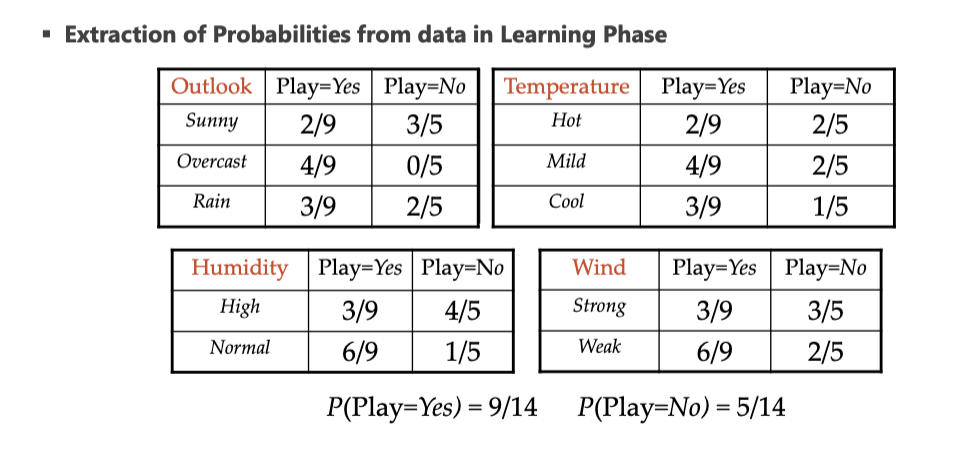 ▪ Extraction of Probabilities from data in Learning Phase
Outlook Play=Yes Play=No
Sunny 2/9 3/5
Overcast 4/9 0/5
Rain 3/9 2/5
Temperature Play=Yes Play=No
Hot 2/9 2/5
Mild 4/9 2/5
Cool 3/9 1/5
Humidity Play=Yes Play=No
High 3/9 4/5
Normal 6/9 1/5
Wind Play=Yes Play=No
Strong 3/9 3/5
Weak 6/9 2/5
P(Play=Yes) = 9/14 P(Play=No) = 5/14